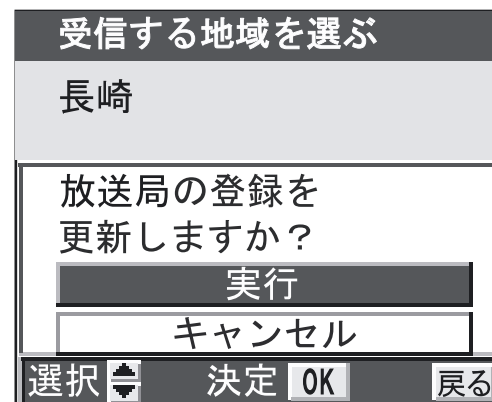 受信する地域を選ぶ
長崎
放送局の登録を
更新しますか？
実行
キャンセル
選択 決定 OK 戻る